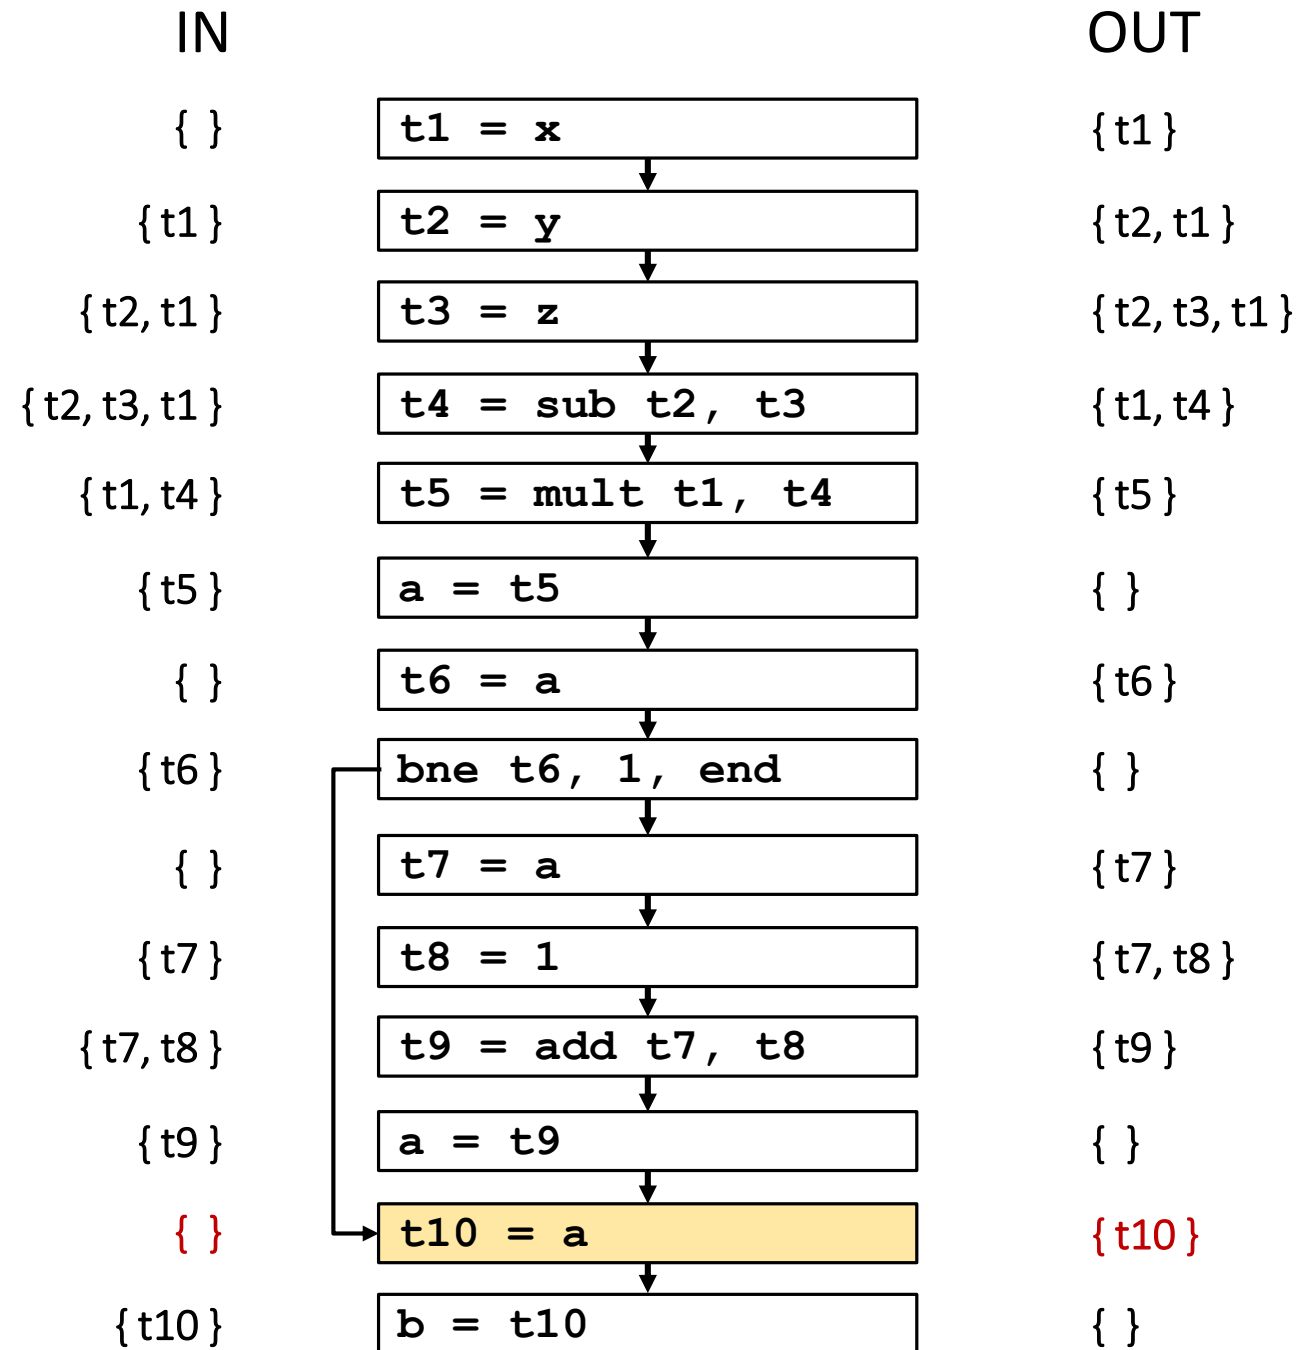 IN OUT
{ } t1 = x { t1 }
{ t1 } t2 = y { t2, t1 }
{ t2, t1 } t3 = z { t2, t3, t1 }
{ t2, t3, t1 } t4 = sub t2, t3 { t1, t4 }
{ t1, t4 } t5 = mult t1, t4 { t5 }
{ t5 } a = t5 { }
{ } t6 = a { t6 }
{ t6 } bne t6, 1, end { }
{ } t7 = a { t7 }
{ t7 } t8 = 1 { t7, t8 }
{ t7, t8 } t9 = add t7, t8 { t9 }
{ t9 } a = t9 { }
{ } t10 = a { t10 }
{ t10 } b = t10 { }